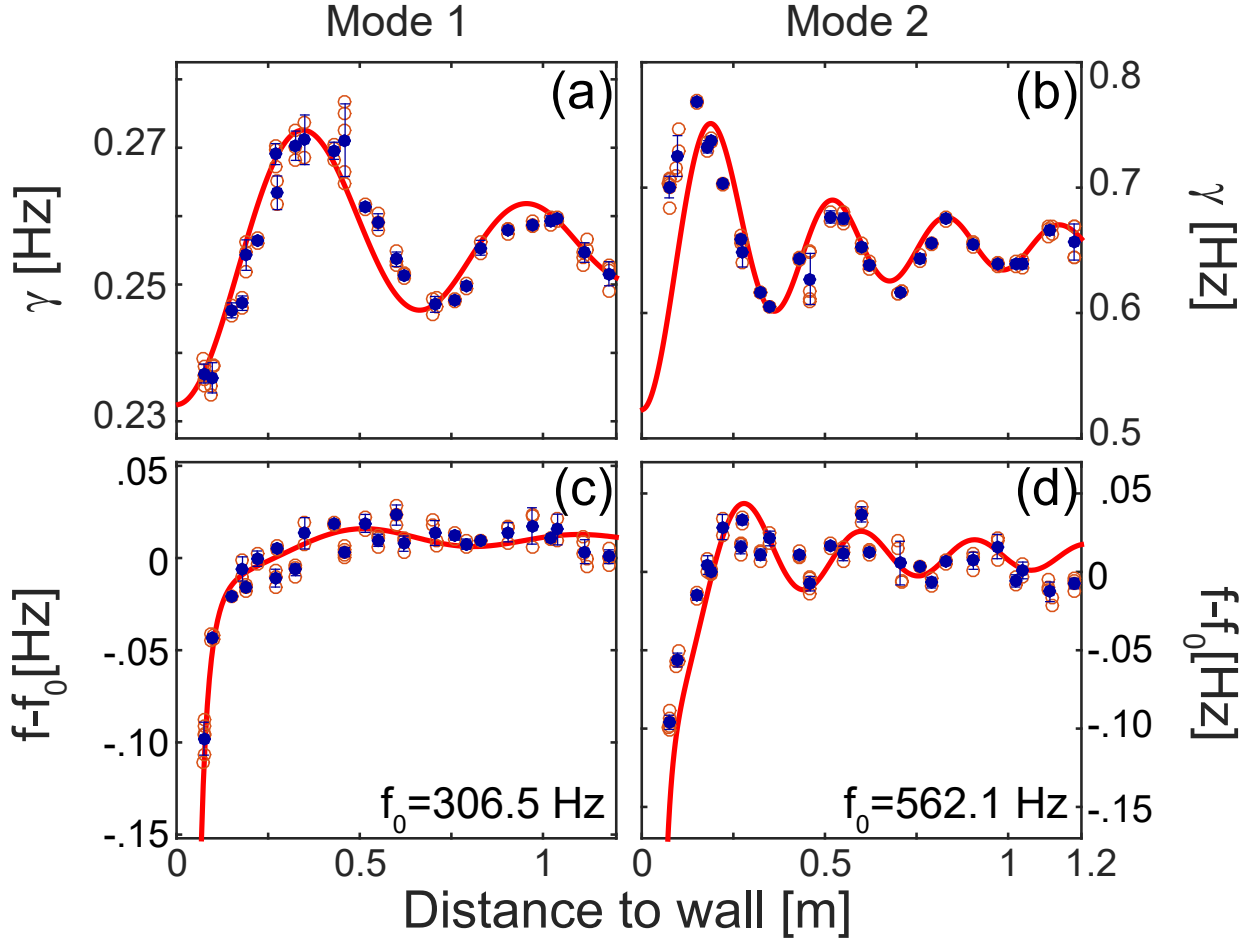 Mode 1
Mode 2
(a)
(b)
0.27
0.25
0.23
γ [Hz]
0.8
0.7
0.6
0.5
γ [Hz]
(c)
(d)
.05
0
-.05
-.10
-.15
f-f₀[Hz]
.05
0
-.05
-.10
-.15
f-f₀[Hz]
f₀=306.5 Hz
f₀=562.1 Hz
0 0.5 1
0 0.5 1 1.2
Distance to wall [m]